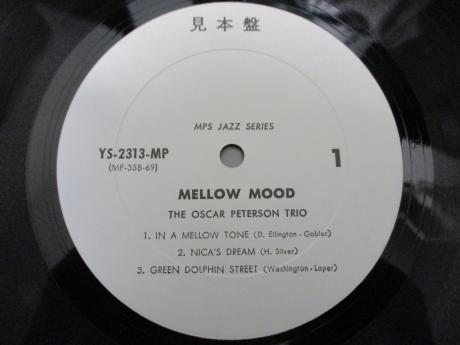 見本盤
MPS JAZZ SERIES
YS-2313-MP
1
(MP-358-69)
MELLOW MOOD
THE OSCAR PETERSON TRIO
1. IN A MELLOW TONE (D. Ellington-Gabler)
2. NICA'S DREAM (H. Silver)
3. GREEN DOLPHIN STREET (Washington-Loper)